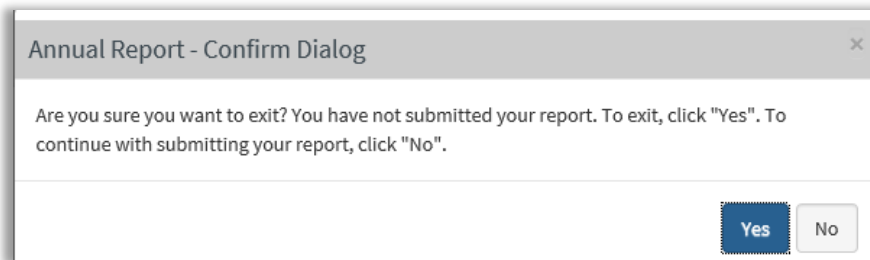 Annual Report - Confirm Dialog
×
Are you sure you want to exit? You have not submitted your report. To exit, click "Yes". To
continue with submitting your report, click "No".
Yes No